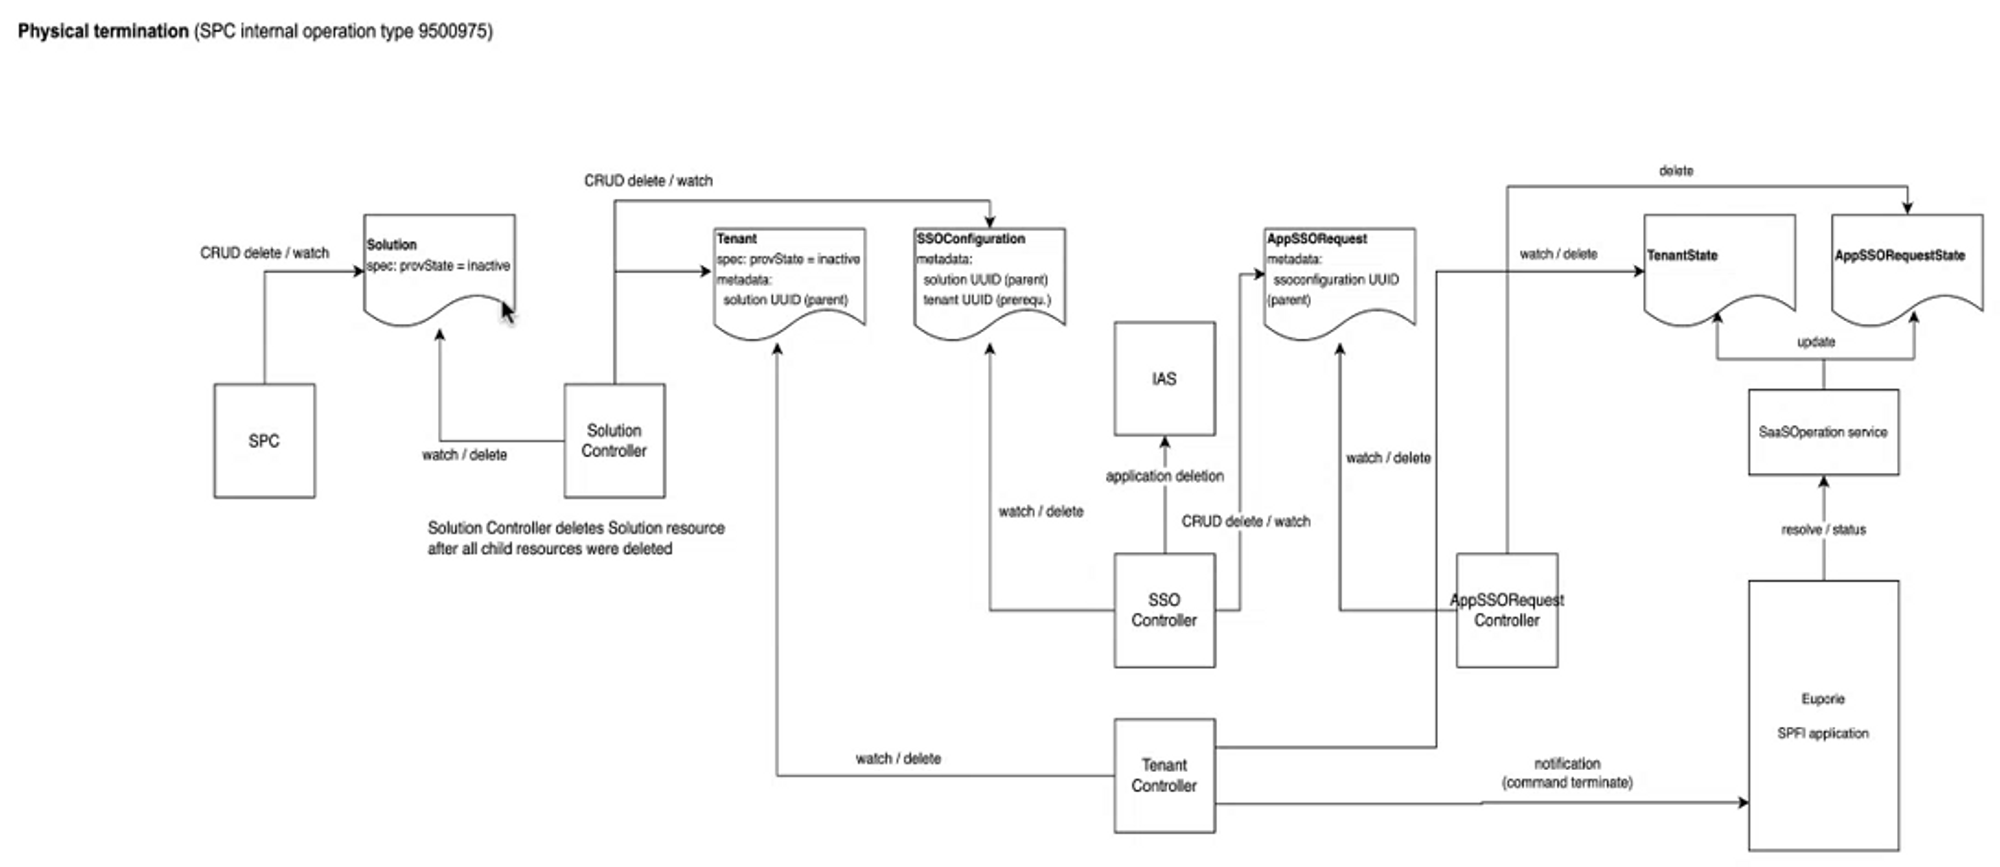 Physical termination (SPC internal operation type 9500975)
delete
CRUD delete / watch
CRUD delete / watch
Solution
spec: provState = inactive
Tenant
spec: provState = inactive
metadata:
solution UUID (parent)
SSOConfiguration
metadata:
solution UUID (parent)
tenant UUID (prerequ.)
AppSSORequest
metadata:
ssoconfiguration UUID
(parent)
watch / delete
TenantState
AppSSORequestState
update
IAS
SPC
watch / delete
Solution
Controller
Solution Controller deletes Solution resource
after all child resources were deleted
application deletion
watch / delete
SaaSOperation service
watch / delete
CRUD delete / watch
resolve / status
SSO
Controller
AppSSORequest
Controller
Euporie
SPFI application
watch / delete
Tenant
Controller
notification
(command terminate)